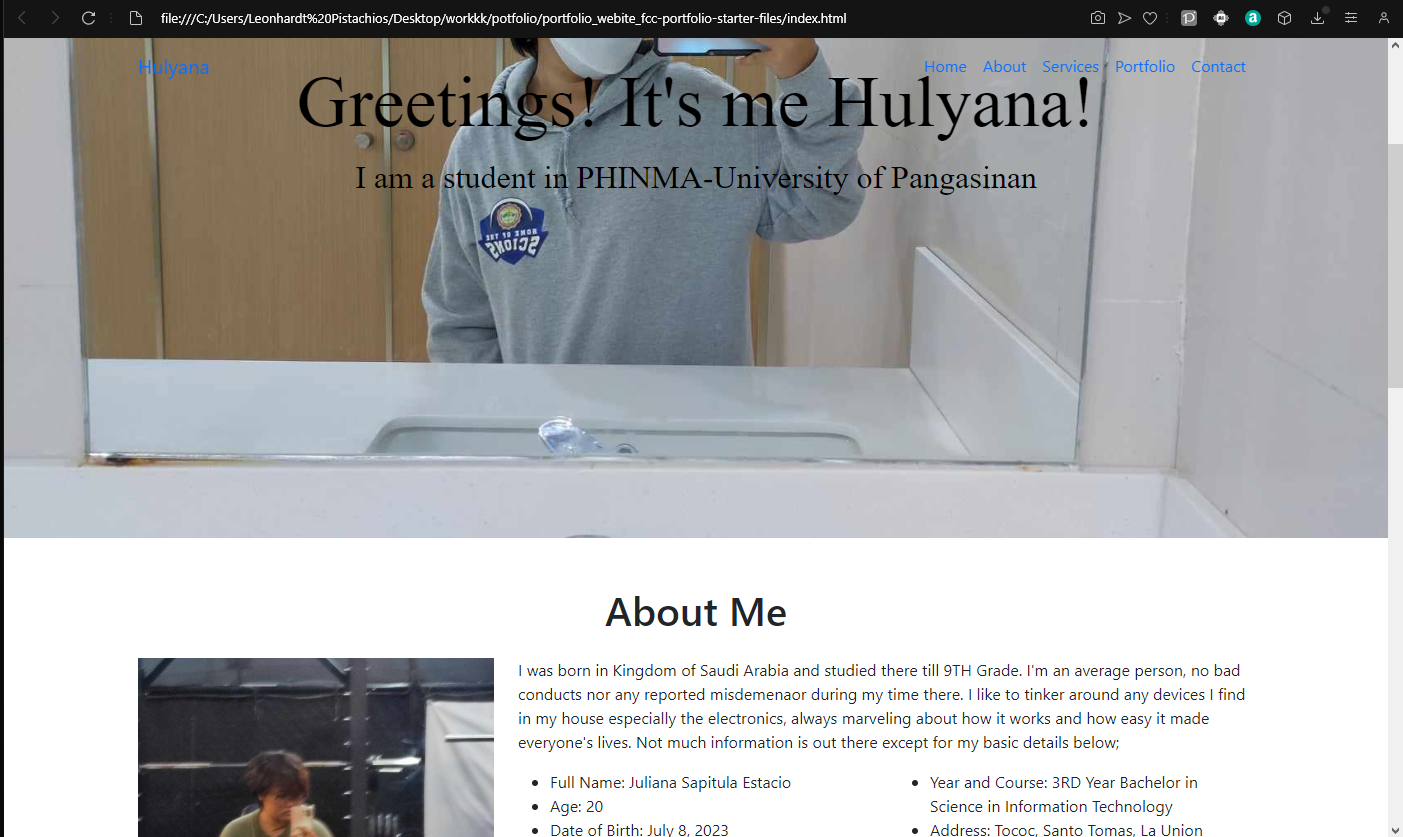 file:///C:/Users/Leonhardt%20Pistachios/Desktop/workkk/potfolio/portfolio_webite_fcc-portfolio-starter-files/index.html
Hulyana
Home About Services Portfolio Contact
Greetings! It's me Hulyana!
I am a student in PHINMA-University of Pangasinan
HOME OF THE
SCIONS
About Me
I was born in Kingdom of Saudi Arabia and studied there till 9TH Grade. I'm an average person, no bad
conducts nor any reported misdemenaor during my time there. I like to tinker around any devices I find
in my house especially the electronics, always marveling about how it works and how easy it made
everyone's lives. Not much information is out there except for my basic details below;
Full Name: Juliana Sapitula Estacio
Age: 20
Date of Birth: July 8, 2023
Year and Course: 3RD Year Bachelor in
Science in Information Technology
Address: Tococ, Santo Tomas, La Union